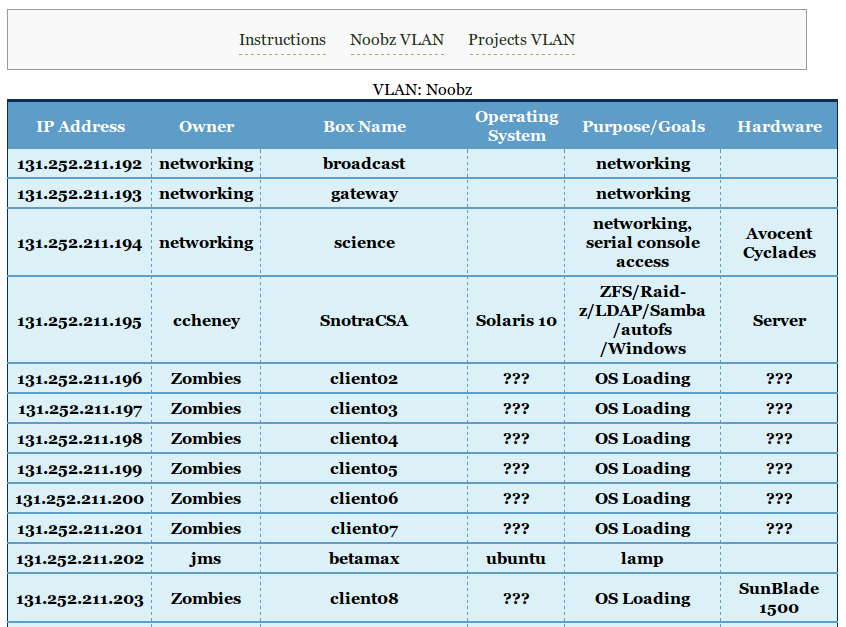 Instructions Noobz VLAN Projects VLAN
VLAN: Noobz
IP Address Owner Box Name Operating System Purpose/Goals Hardware
131.252.211.192 networking broadcast networking
131.252.211.193 networking gateway networking
131.252.211.194 networking science networking, serial console access Avocent Cyclades
131.252.211.195 ccheney SnotraCSA Solaris 10 ZFS/Raid-z/LDAP/Samba/autofs/Windows Server
131.252.211.196 Zombies client02 ??? OS Loading ???
131.252.211.197 Zombies client03 ??? OS Loading ???
131.252.211.198 Zombies client04 ??? OS Loading ???
131.252.211.199 Zombies client05 ??? OS Loading ???
131.252.211.200 Zombies client06 ??? OS Loading ???
131.252.211.201 Zombies client07 ??? OS Loading ???
131.252.211.202 jms betamax ubuntu lamp
131.252.211.203 Zombies client08 ??? OS Loading SunBlade 1500